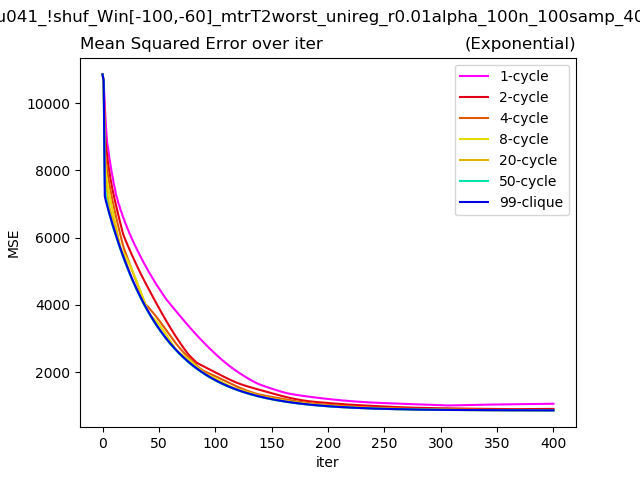 u041_!shuf_Win[-100,-60]_mtrT2worst_unireg_r0.01alpha_100n_100samp_40
Mean Squared Error over iter (Exponential)
1-cycle
2-cycle
4-cycle
8-cycle
20-cycle
50-cycle
99-clique
10000
8000
6000
4000
2000
MSE
0 50 100 150 200 250 300 350 400
iter